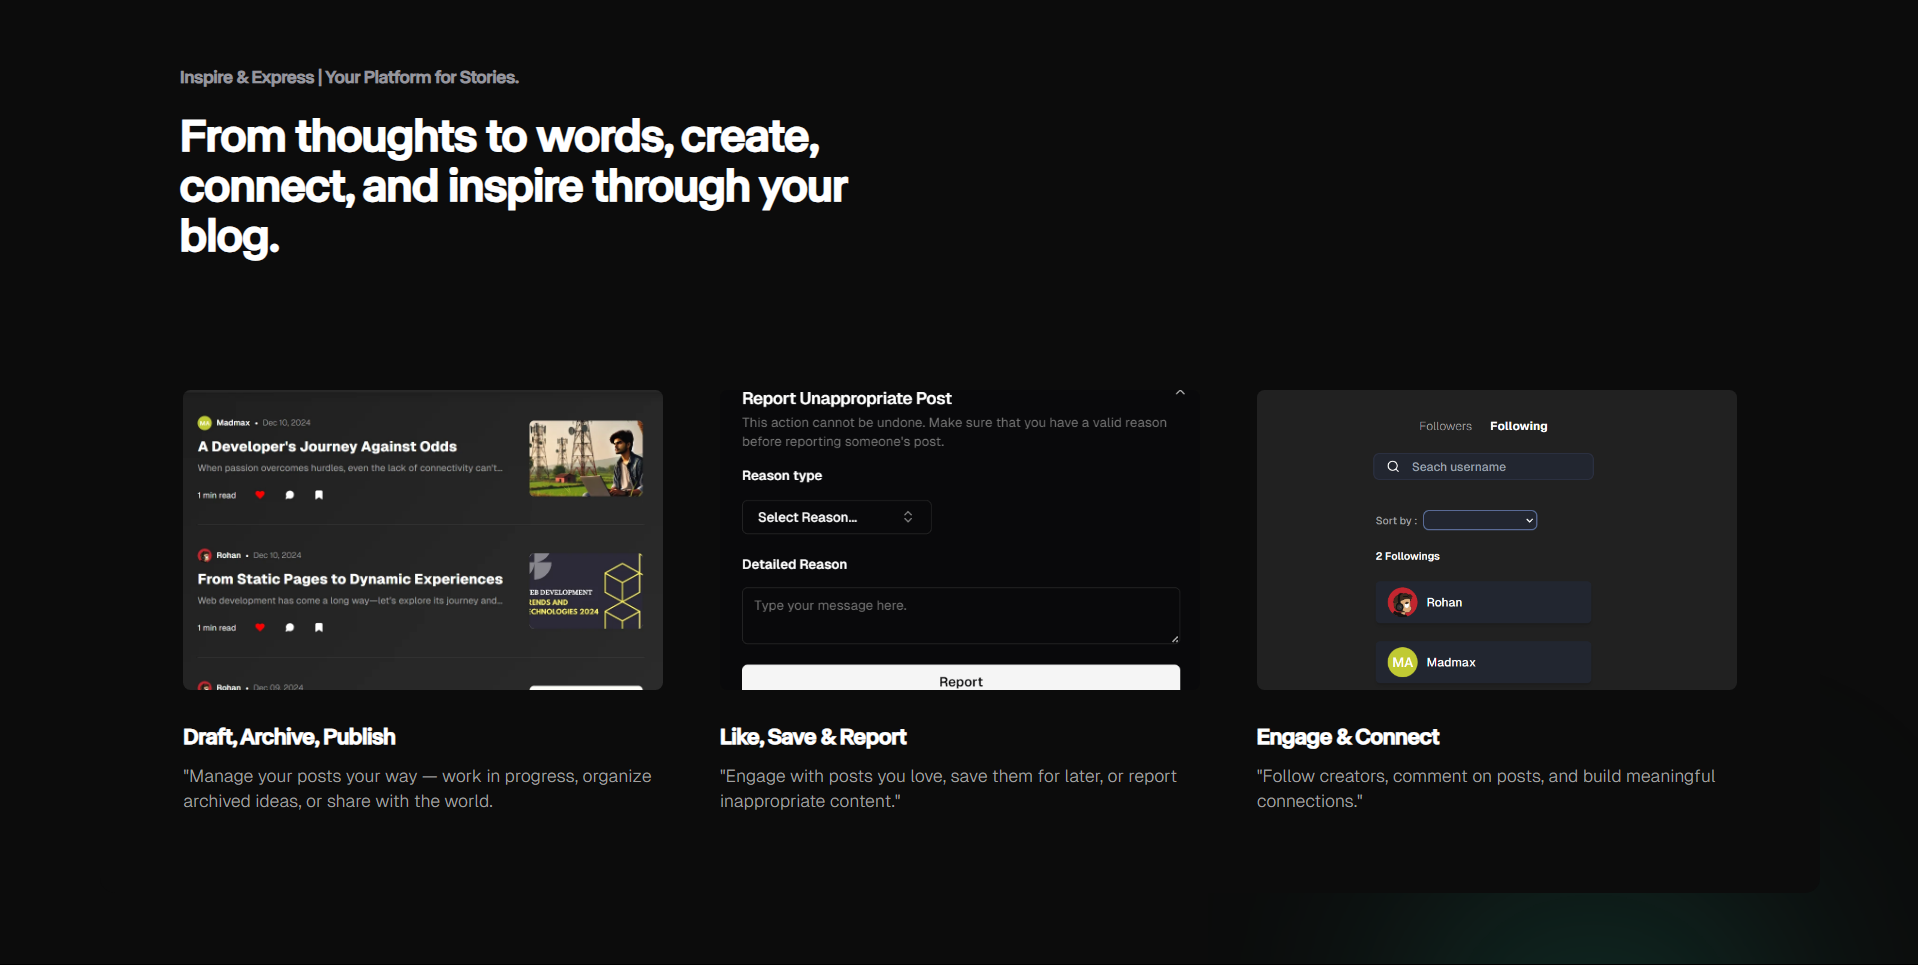 Inspire & Express | Your Platform for Stories.
From thoughts to words, create,
connect, and inspire through your
blog.
MA Madmax • Dec 10, 2024
A Developer's Journey Against Odds
When passion overcomes hurdles, even the lack of connectivity can't...
1 min read
Rohan • Dec 10, 2024
From Static Pages to Dynamic Experiences
Web development has come a long way—let's explore its journey and...
1 min read
EB DEVELOPMENT
RENDS AND
ECHNOLOGIES 2024
Rohan • Dec 09, 2024
Draft, Archive, Publish
"Manage your posts your way — work in progress, organize
archived ideas, or share with the world.
Report Unappropriate Post
This action cannot be undone. Make sure that you have a valid reason
before reporting someone's post.
Reason type
Select Reason...
Detailed Reason
Type your message here.
Report
Like, Save & Report
"Engage with posts you love, save them for later, or report
inappropriate content."
Followers Following
Seach username
Sort by :
2 Followings
Rohan
MA Madmax
Engage & Connect
"Follow creators, comment on posts, and build meaningful
connections."